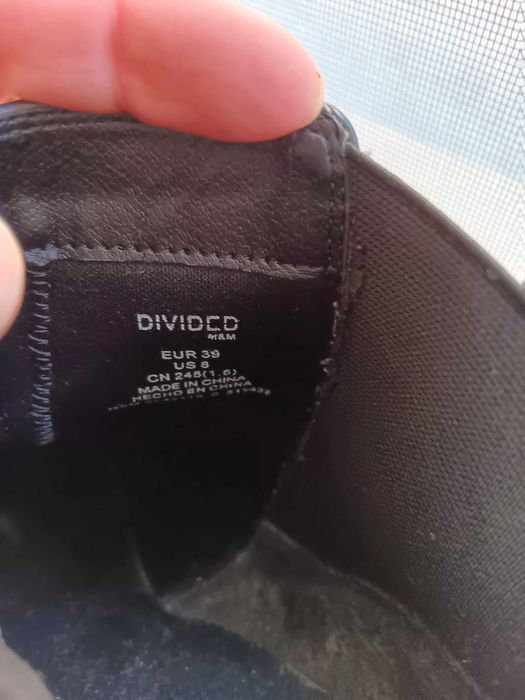 DIVIDED
H&M
EUR 39
US 8
CN 245(1.5)
MADE IN CHINA
HECHO EN CHINA